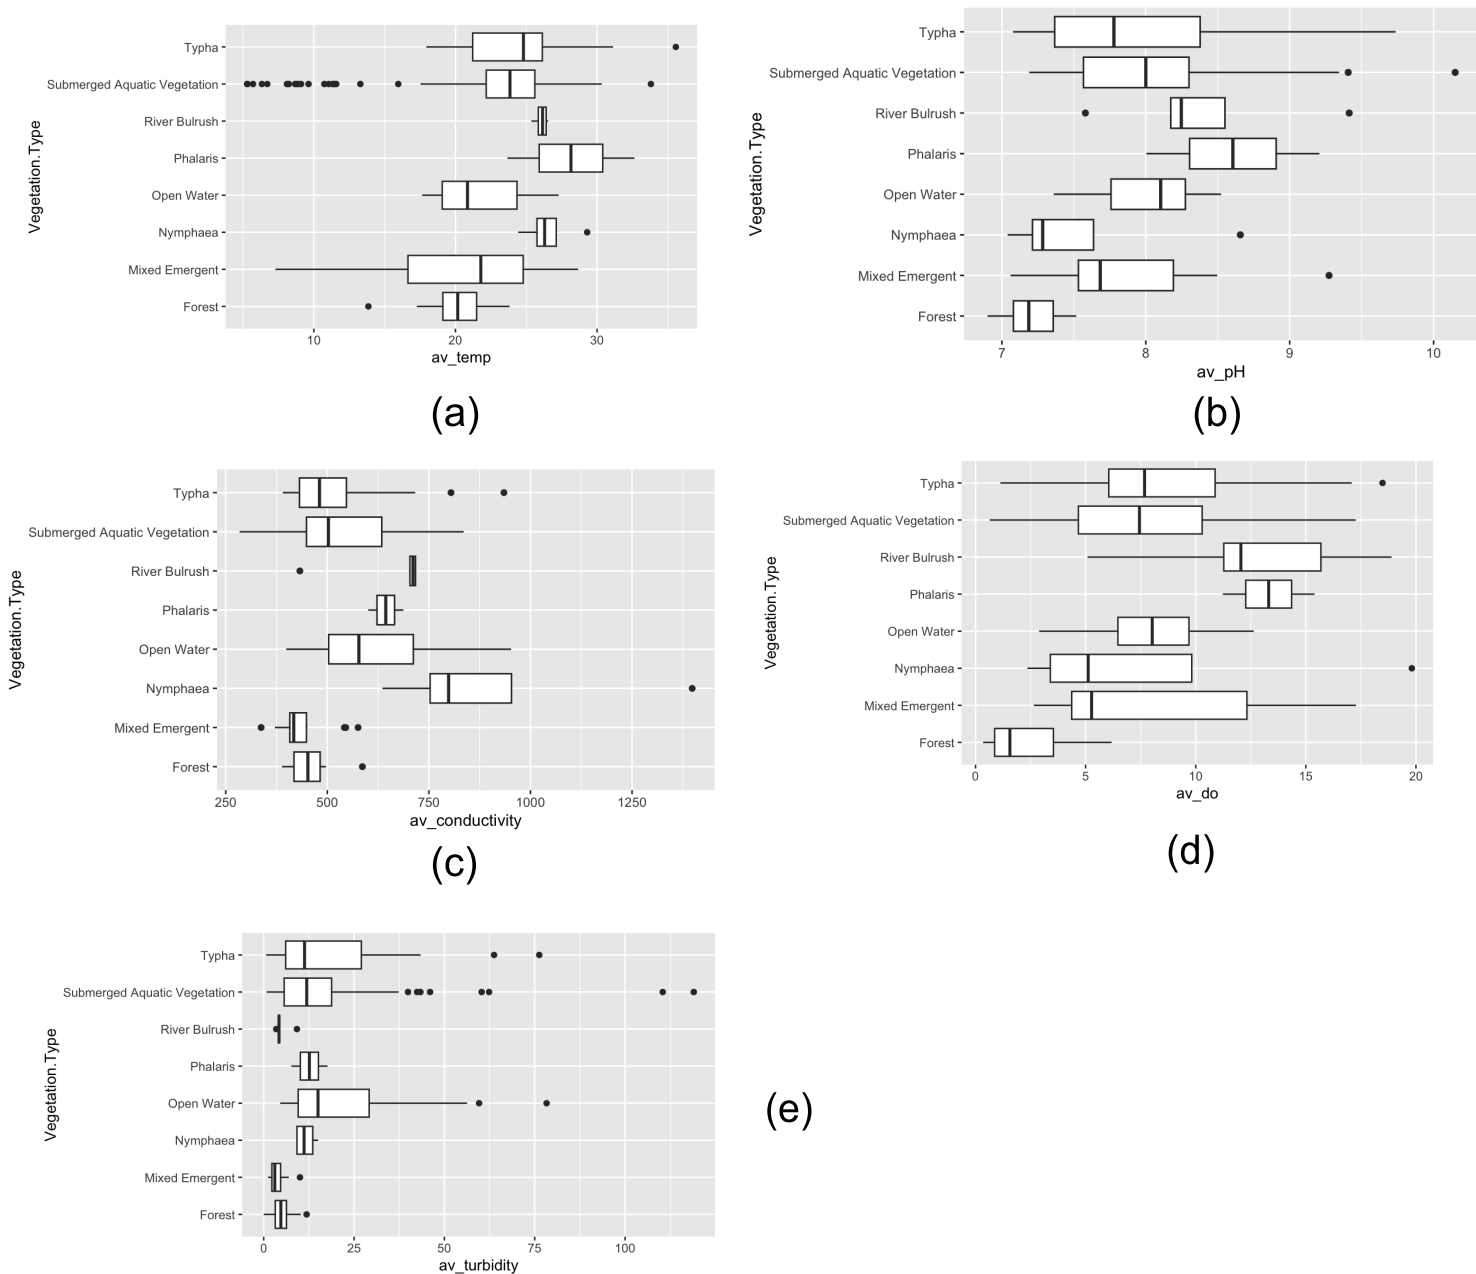 Vegetation.Type
Typha
Submerged Aquatic Vegetation
River Bulrush
Phalaris
Open Water
Nymphaea
Mixed Emergent
Forest
10 20 30
av_temp
(a)
Vegetation.Type
Typha
Submerged Aquatic Vegetation
River Bulrush
Phalaris
Open Water
Nymphaea
Mixed Emergent
Forest
7 8 9 10
av_pH
(b)
Vegetation.Type
Typha
Submerged Aquatic Vegetation
River Bulrush
Phalaris
Open Water
Nymphaea
Mixed Emergent
Forest
250 500 750 1000 1250
av_conductivity
(c)
Vegetation.Type
Typha
Submerged Aquatic Vegetation
River Bulrush
Phalaris
Open Water
Nymphaea
Mixed Emergent
Forest
0 5 10 15 20
av_do
(d)
Vegetation.Type
Typha
Submerged Aquatic Vegetation
River Bulrush
Phalaris
Open Water
Nymphaea
Mixed Emergent
Forest
0 25 50 75 100
av_turbidity
(e)